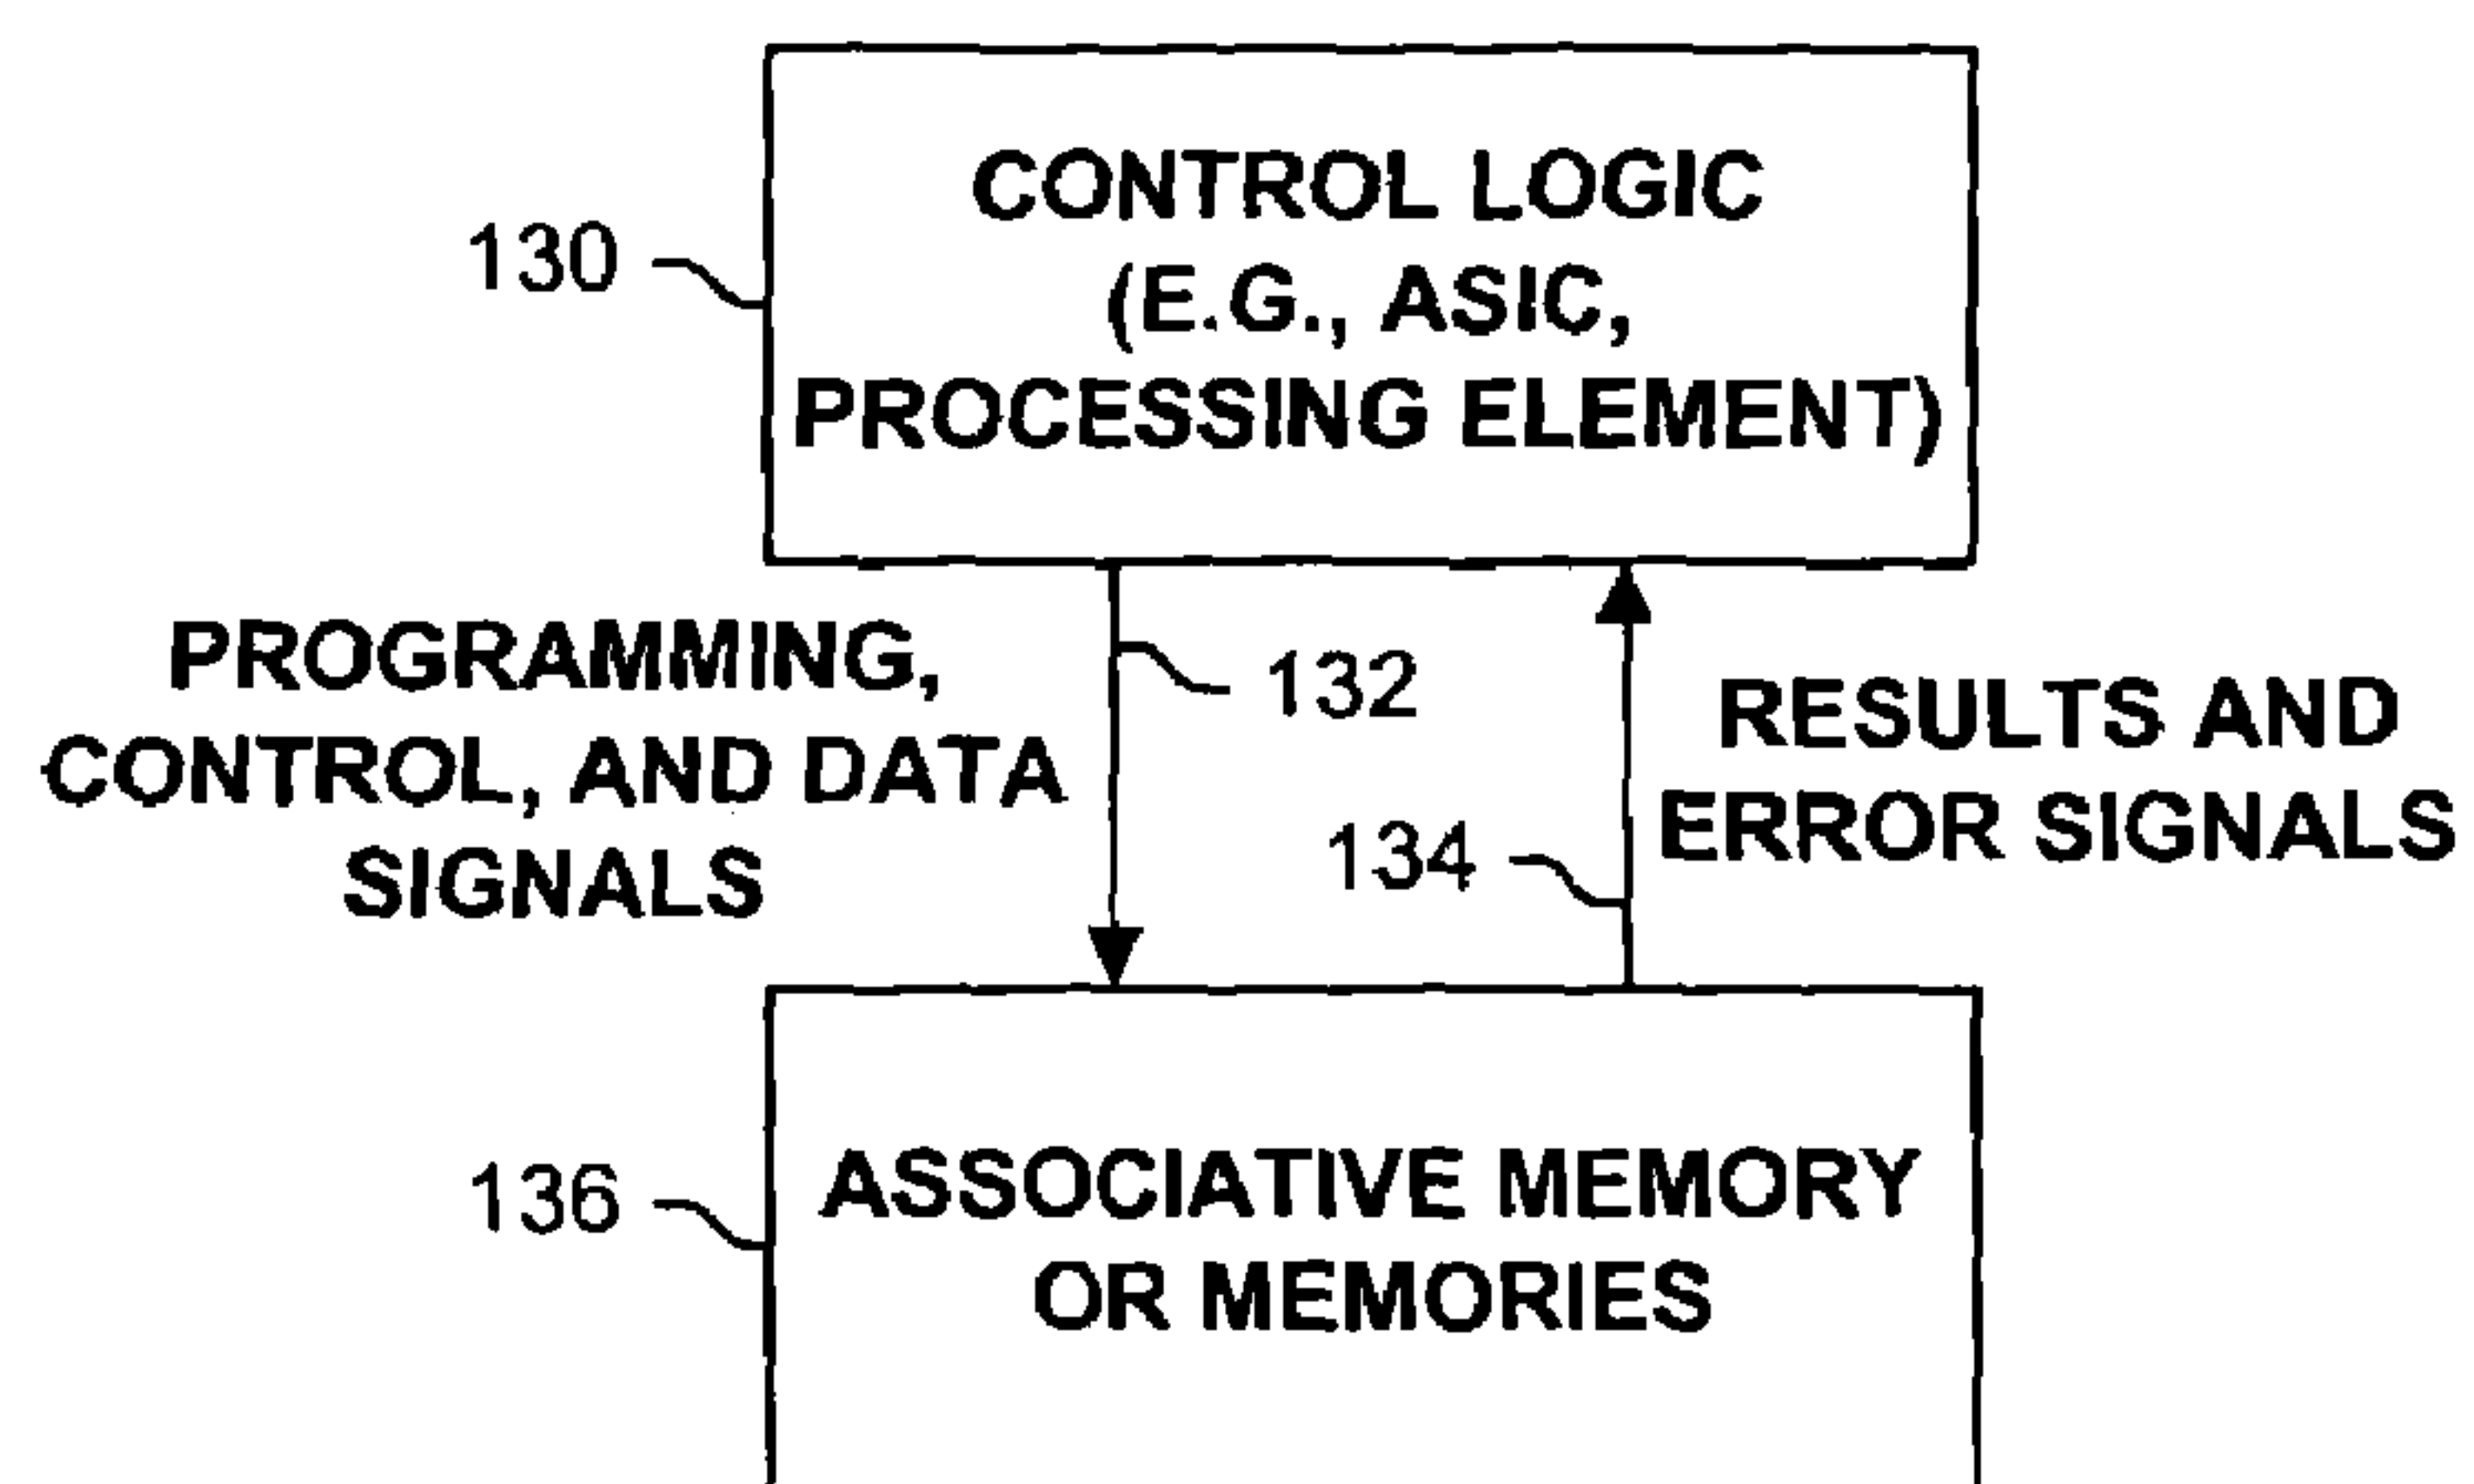 CONTROL LOGIC
(E.G., ASIC,
PROCESSING ELEMENT)
130
PROGRAMMING,
CONTROL, AND DATA
SIGNALS
132
RESULTS AND
ERROR SIGNALS
134
ASSOCIATIVE MEMORY
OR MEMORIES
136